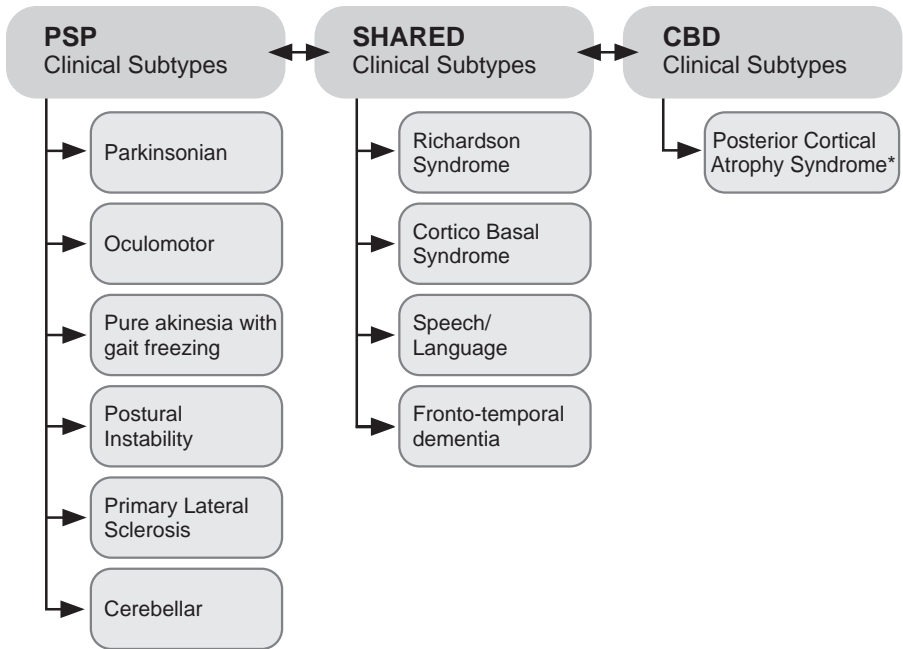 PSP
Clinical Subtypes
Parkinsonian
Oculomotor
Pure akinesia with
gait freezing
Postural
Instability
Primary Lateral
Sclerosis
Cerebellar
SHARED
Clinical Subtypes
Richardson
Syndrome
Cortico Basal
Syndrome
Speech/
Language
Fronto-temporal
dementia
CBD
Clinical Subtypes
Posterior Cortical
Atrophy Syndrome*